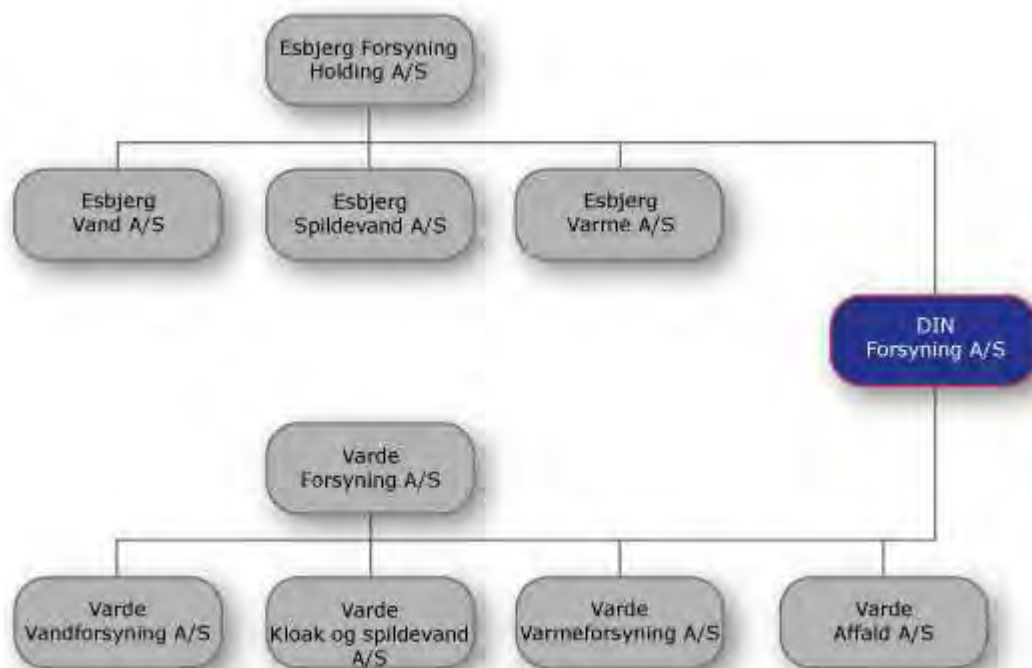 Esbjerg Forsyning
Holding A/S
Esbjerg
Vand A/S
Esbjerg
Spildevand A/S
Esbjerg
Varme A/S
DIN
Forsyning A/S
Varde
Forsyning A/S
Varde
Vandforsyning A/S
Varde
Kloak og spildevand
A/S
Varde
Varmeforsyning A/S
Varde
Affald A/S